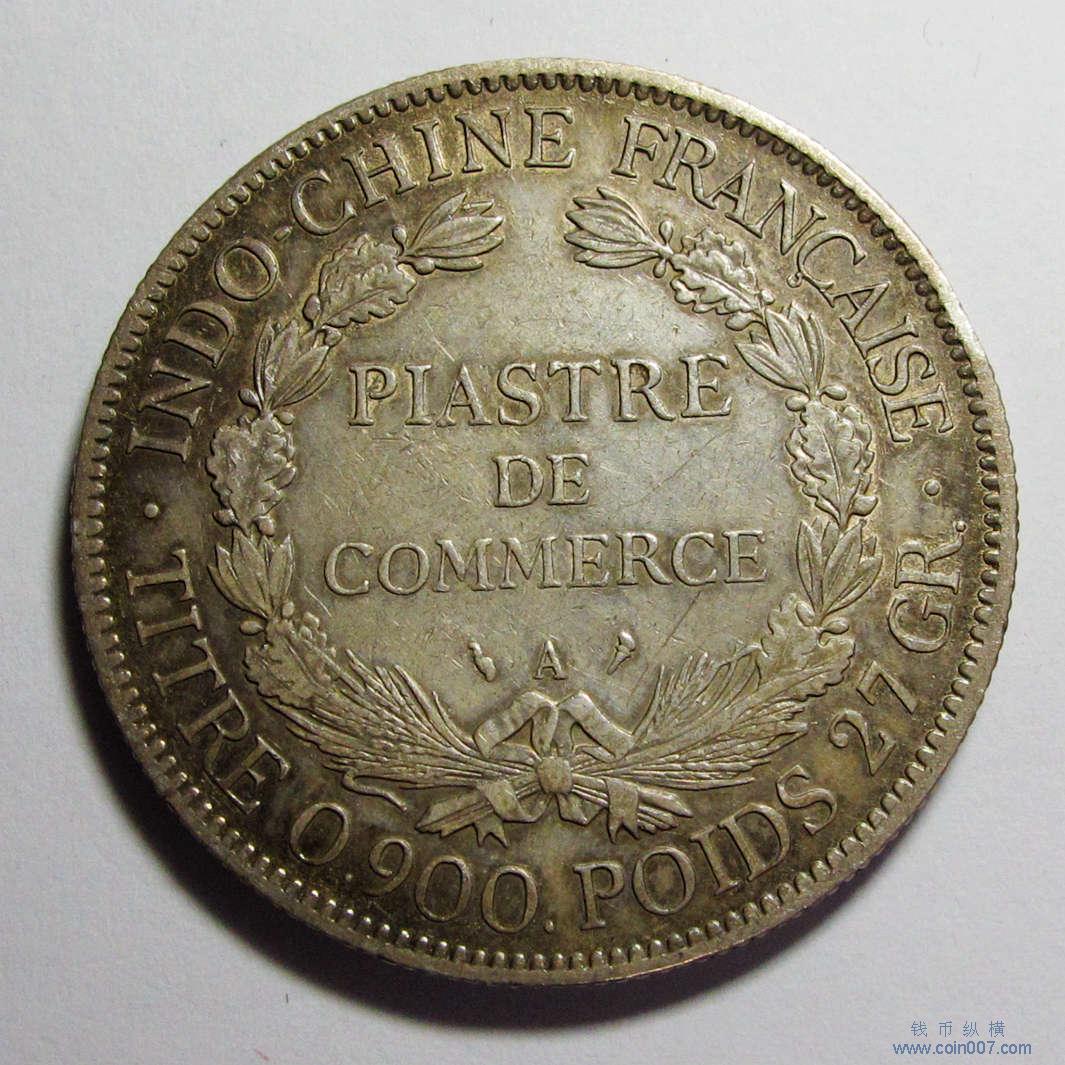 INDO-CHINE FRANÇAISE
PIASTRE
DE
COMMERCE
A
· TITRE 0.900. POIDS 27 GR. ·
钱币纵横
www.coin007.com